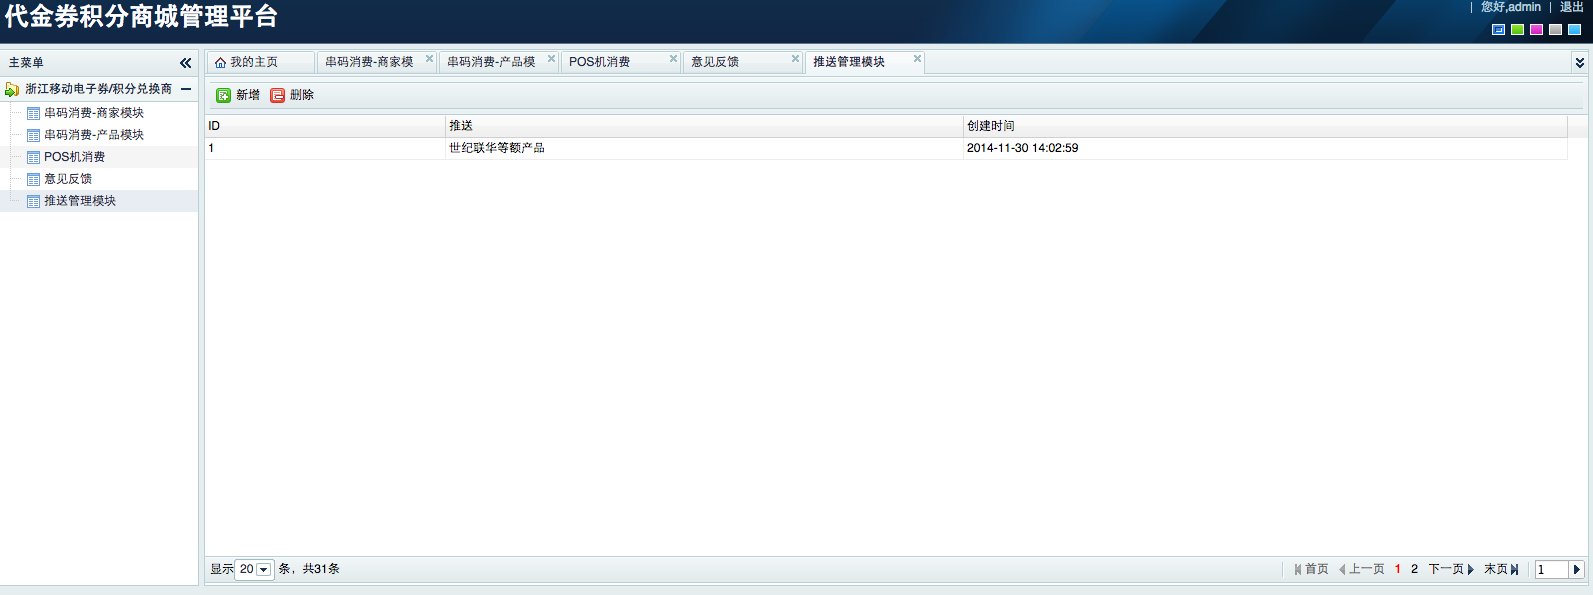 代金券积分商城管理平台
您好,admin | 退出
主菜单
浙江移动电子券/积分兑换商
串码消费-商家模块
串码消费-产品模块
POS机消费
意见反馈
推送管理模块
我的主页 串码消费-商家模 串码消费-产品模 POS机消费 意见反馈 推送管理模块
新增 删除
ID 推送 创建时间
1 世纪联华等额产品 2014-11-30 14:02:59
显示 20 条，共31条 首页 上一页 1 2 下一页 末页 1